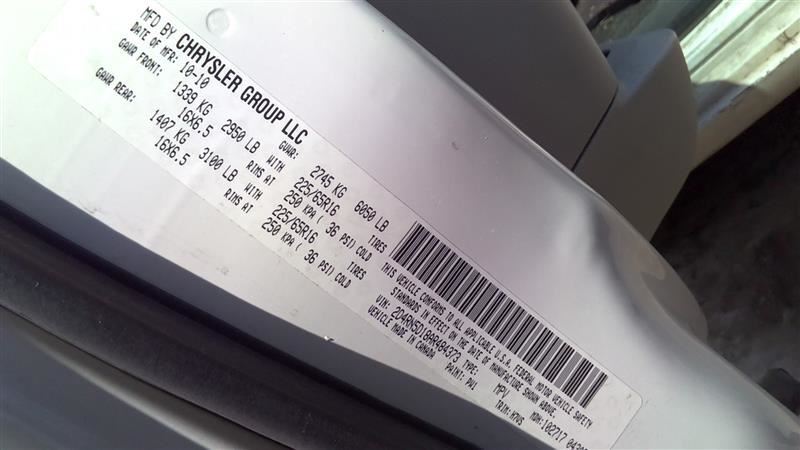 MFD BY CHRYSLER GROUP LLC
DATE OF MFR: 10-10 GVWR: 2745 KG 6050 LB
GAWR FRONT: 1339 KG 2950 LB WITH 225/65R16 TIRES
16X6.5 RIMS AT 250 KPA ( 36 PSI) COLD
GAWR REAR: 1407 KG 3100 LB WITH 225/65R16 TIRES
16X6.5 RIMS AT 250 KPA ( 36 PSI) COLD
THIS VEHICLE CONFORMS TO ALL APPLICABLE U.S.A. FEDERAL MOTOR VEHICLE SAFETY
STANDARDS IN EFFECT ON THE DATE OF MANUFACTURE SHOWN ABOVE.
VIN: TYPE: MPV MDH: 102717
VEHICLE MADE IN CANADA PAINT: TRIM: